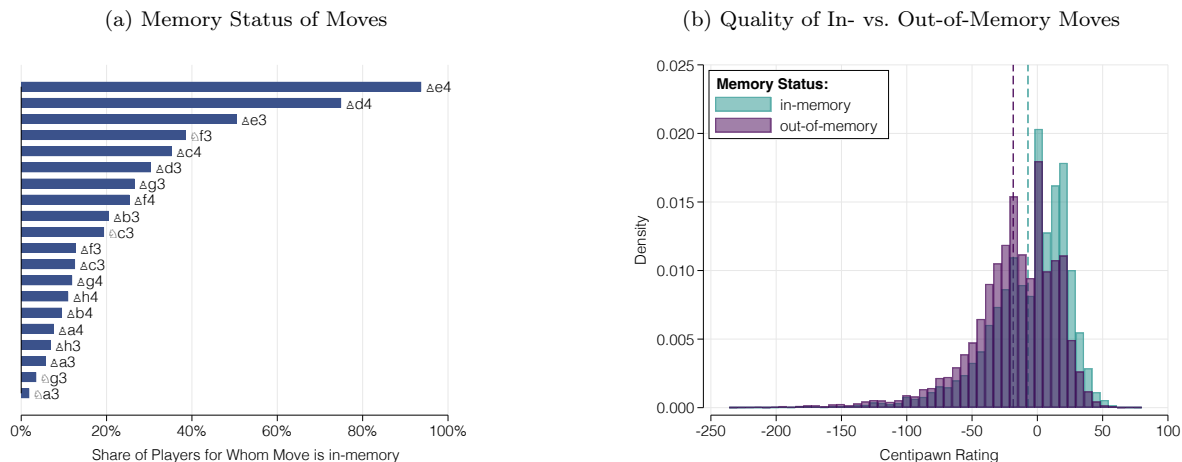 (a) Memory Status of Moves
♙e4
♙d4
♙e3
♘f3
♙c4
♙d3
♙g3
♙f4
♙b3
♘c3
♙f3
♙c3
♙g4
♙h4
♙b4
♙a4
♙h3
♙a3
♘g3
♘a3
0% 20% 40% 60% 80% 100%
Share of Players for Whom Move is in-memory
(b) Quality of In- vs. Out-of-Memory Moves
Memory Status:
in-memory
out-of-memory
0.025
0.020
0.015
0.010
0.005
0.000
Density
-250 -200 -150 -100 -50 0 50 100
Centipawn Rating